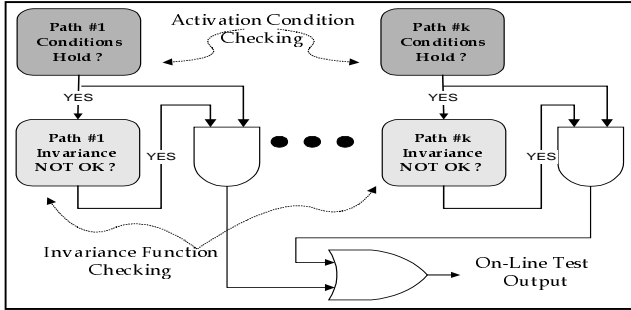 Path #1
Conditions
Hold ?
Activation Condition
Checking
Path #k
Conditions
Hold ?
YES
YES
Path #1
Invariance
NOT OK ?
YES
Path #k
Invariance
NOT OK ?
YES
Invariance Function
Checking
On-Line Test
Output